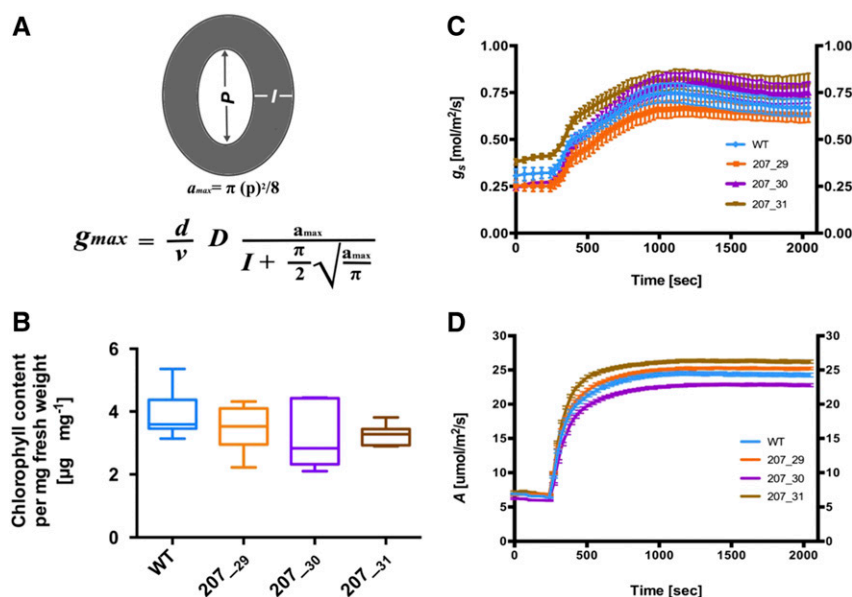 A
P
l
amax= π (p)²/8
gmax = d/v D amax / l + π/2 √amax/π
B
Chlorophyll content
per mg fresh weight
[µg mg-1]
6
4
2
0
WT
207_29
207_30
207_31
C
gs [mol/m²/s]
1.00
0.75
0.50
0.25
0.00
1.00
0.75
0.50
0.25
0.00
WT
207_29
207_30
207_31
0 500 1000 1500 2000
Time [sec]
D
A [umol/m²/s]
30
25
20
15
10
5
0
30
25
20
15
10
5
0
WT
207_29
207_30
207_31
0 500 1000 1500 2000
Time [sec]